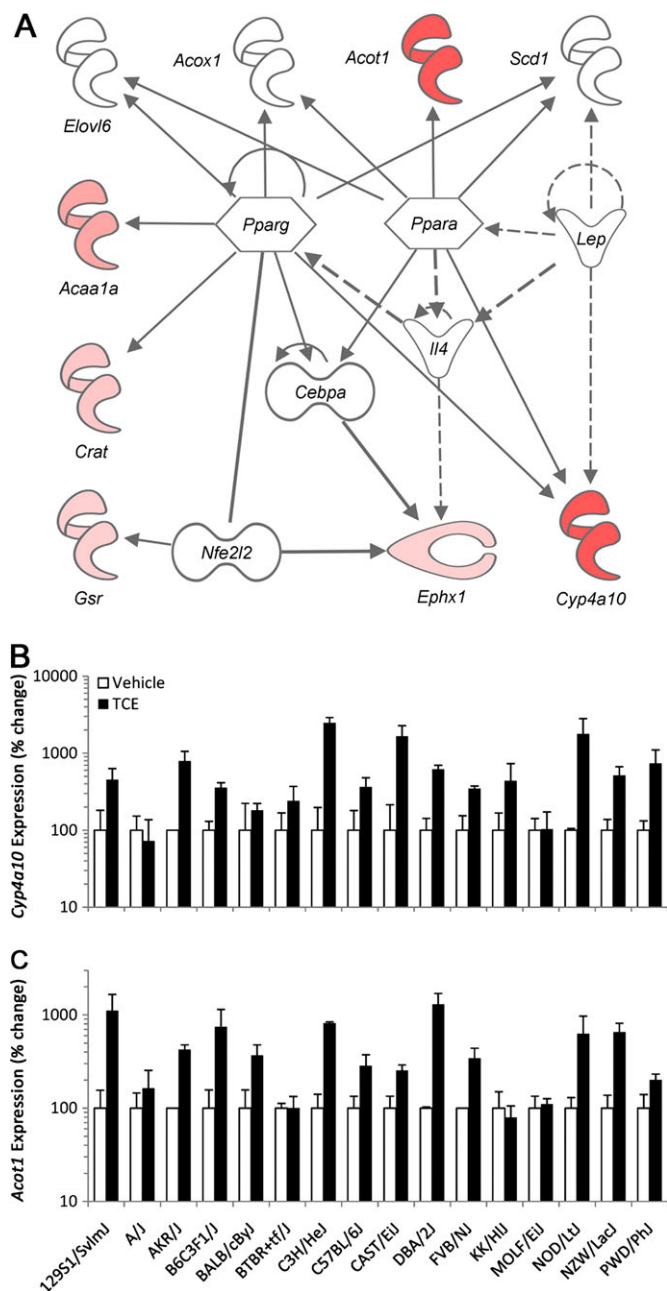 A
Acox1
Acot1
Scd1
Elovl6
Pparg
Ppara
Lep
Acaa1a
Il4
Cebpa
Crat
Nfe2l2
Gsr
Ephx1
Cyp4a10
B
10000
Vehicle
TCE
1000
100
10
Cyp4a10 Expression (% change)
C
1000
100
10
Acot1 Expression (% change)
129S1/SvImJ
A/J
AKR/J
B6C3F1/J
BALB/cByJ
BTBR+tf/J
C3H/HeJ
C57BL/6J
CAST/EiJ
DBA/2J
FVB/NJ
KK/HIJ
MOLF/EiJ
NOD/LtJ
NZW/LacJ
PWD/PhJ